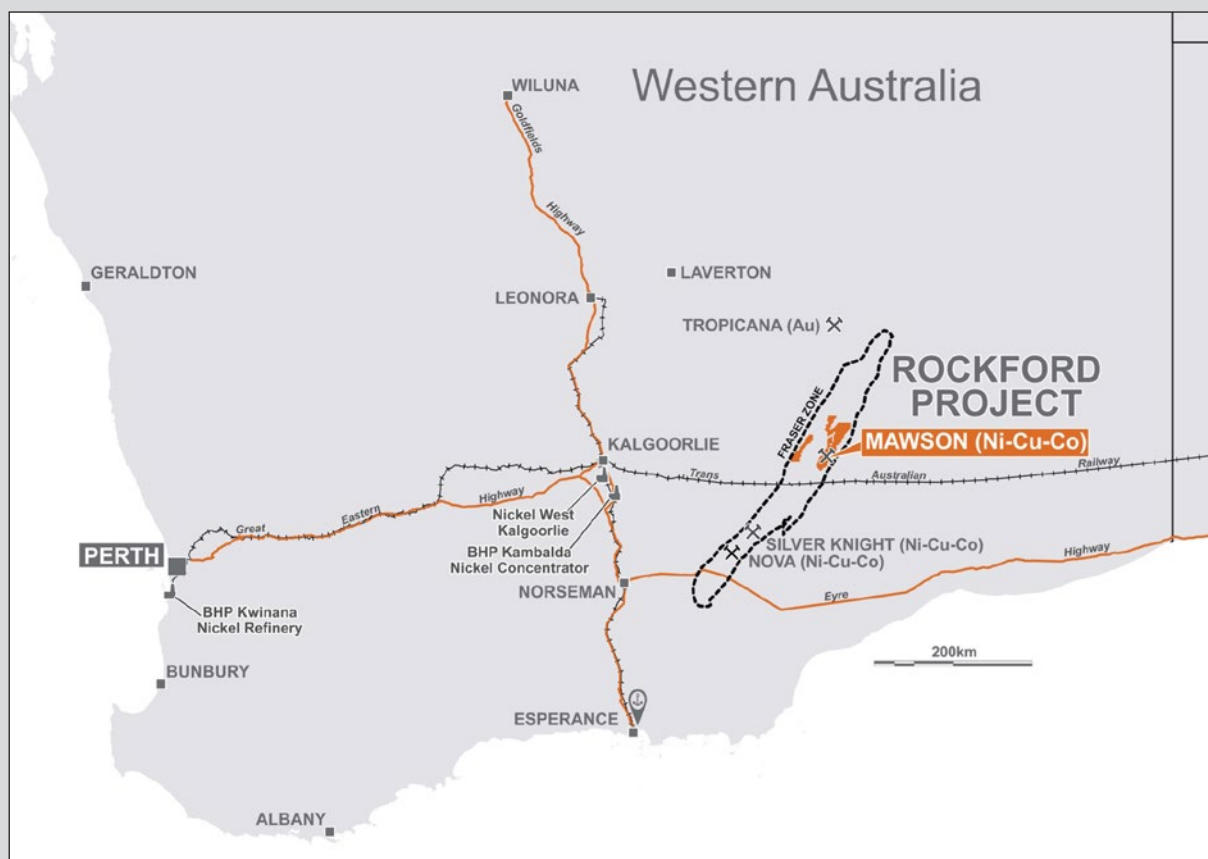 WILUNA
Western Australia
Goldfields
Highway
GERALDTON
LAVERTON
LEONORA
TROPICANA (Au)
ROCKFORD
PROJECT
FRASER ZONE
MAWSON (Ni-Cu-Co)
KALGOORLIE
Trans
Australian
Railway
Great
Eastern
Highway
Nickel West
Kalgoorlie
BHP Kambalda
Nickel Concentrator
SILVER KNIGHT (Ni-Cu-Co)
NOVA (Ni-Cu-Co)
Highway
PERTH
NORSEMAN
Eyre
BHP Kwinana
Nickel Refinery
200km
BUNBURY
ESPERANCE
ALBANY